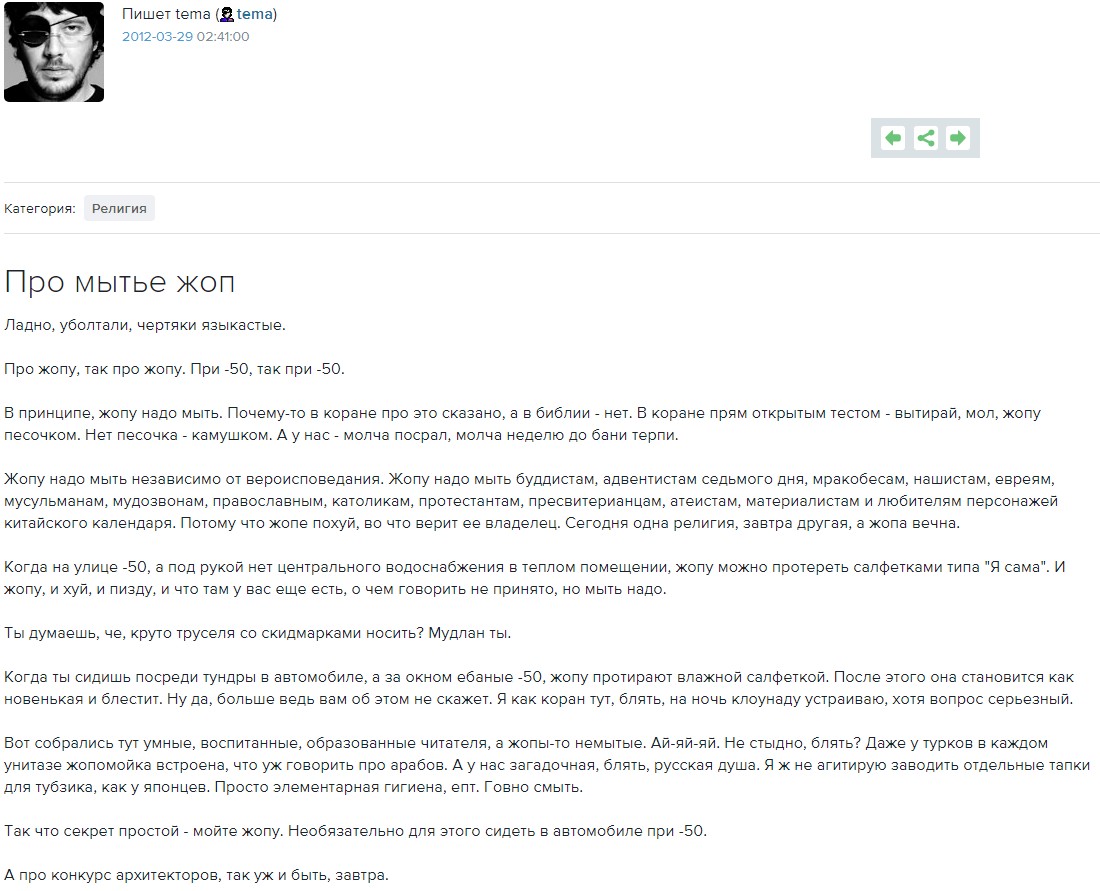 Пишет tema (tema)
2012-03-29 02:41:00
Категория: Религия
Про мытье жоп
Ладно, уболтали, чертяки языкастые.
Про жопу, так про жопу. При -50, так при -50.
В принципе, жопу надо мыть. Почему-то в коране про это сказано, а в библии - нет. В коране прям открытым тестом - вытирай, мол, жопу
песочком. Нет песочка - камушком. А у нас - молча посрал, молча неделю до бани терпи.
Жопу надо мыть независимо от вероисповедания. Жопу надо мыть буддистам, адвентистам седьмого дня, мракобесам, нашистам, евреям,
мусульманам, мудозвонам, православным, католикам, протестантам, пресвитерианцам, атеистам, материалистам и любителям персонажей
китайского календаря. Потому что жопе похуй, во что верит ее владелец. Сегодня одна религия, завтра другая, а жопа вечна.
Когда на улице -50, а под рукой нет центрального водоснабжения в теплом помещении, жопу можно протереть салфетками типа "Я сама". И
жопу, и хуй, и пизду, и что там у вас еще есть, о чем говорить не принято, но мыть надо.
Ты думаешь, че, круто труселя со скидмарками носить? Мудлан ты.
Когда ты сидишь посреди тундры в автомобиле, а за окном ебаные -50, жопу протирают влажной салфеткой. После этого она становится как
новенькая и блестит. Ну да, больше ведь вам об этом не скажет. Я как коран тут, блять, на ночь клоунаду устраиваю, хотя вопрос серьезный.
Вот собрались тут умные, воспитанные, образованные читателя, а жопы-то немытые. Ай-яй-яй. Не стыдно, блять? Даже у турков в каждом
унитазе жопомойка встроена, что уж говорить про арабов. А у нас загадочная, блять, русская душа. Я ж не агитирую заводить отдельные тапки
для тубзика, как у японцев. Просто элементарная гигиена, епт. Говно смыть.
Так что секрет простой - мойте жопу. Необязательно для этого сидеть в автомобиле при -50.
А про конкурс архитекторов, так уж и быть, завтра.